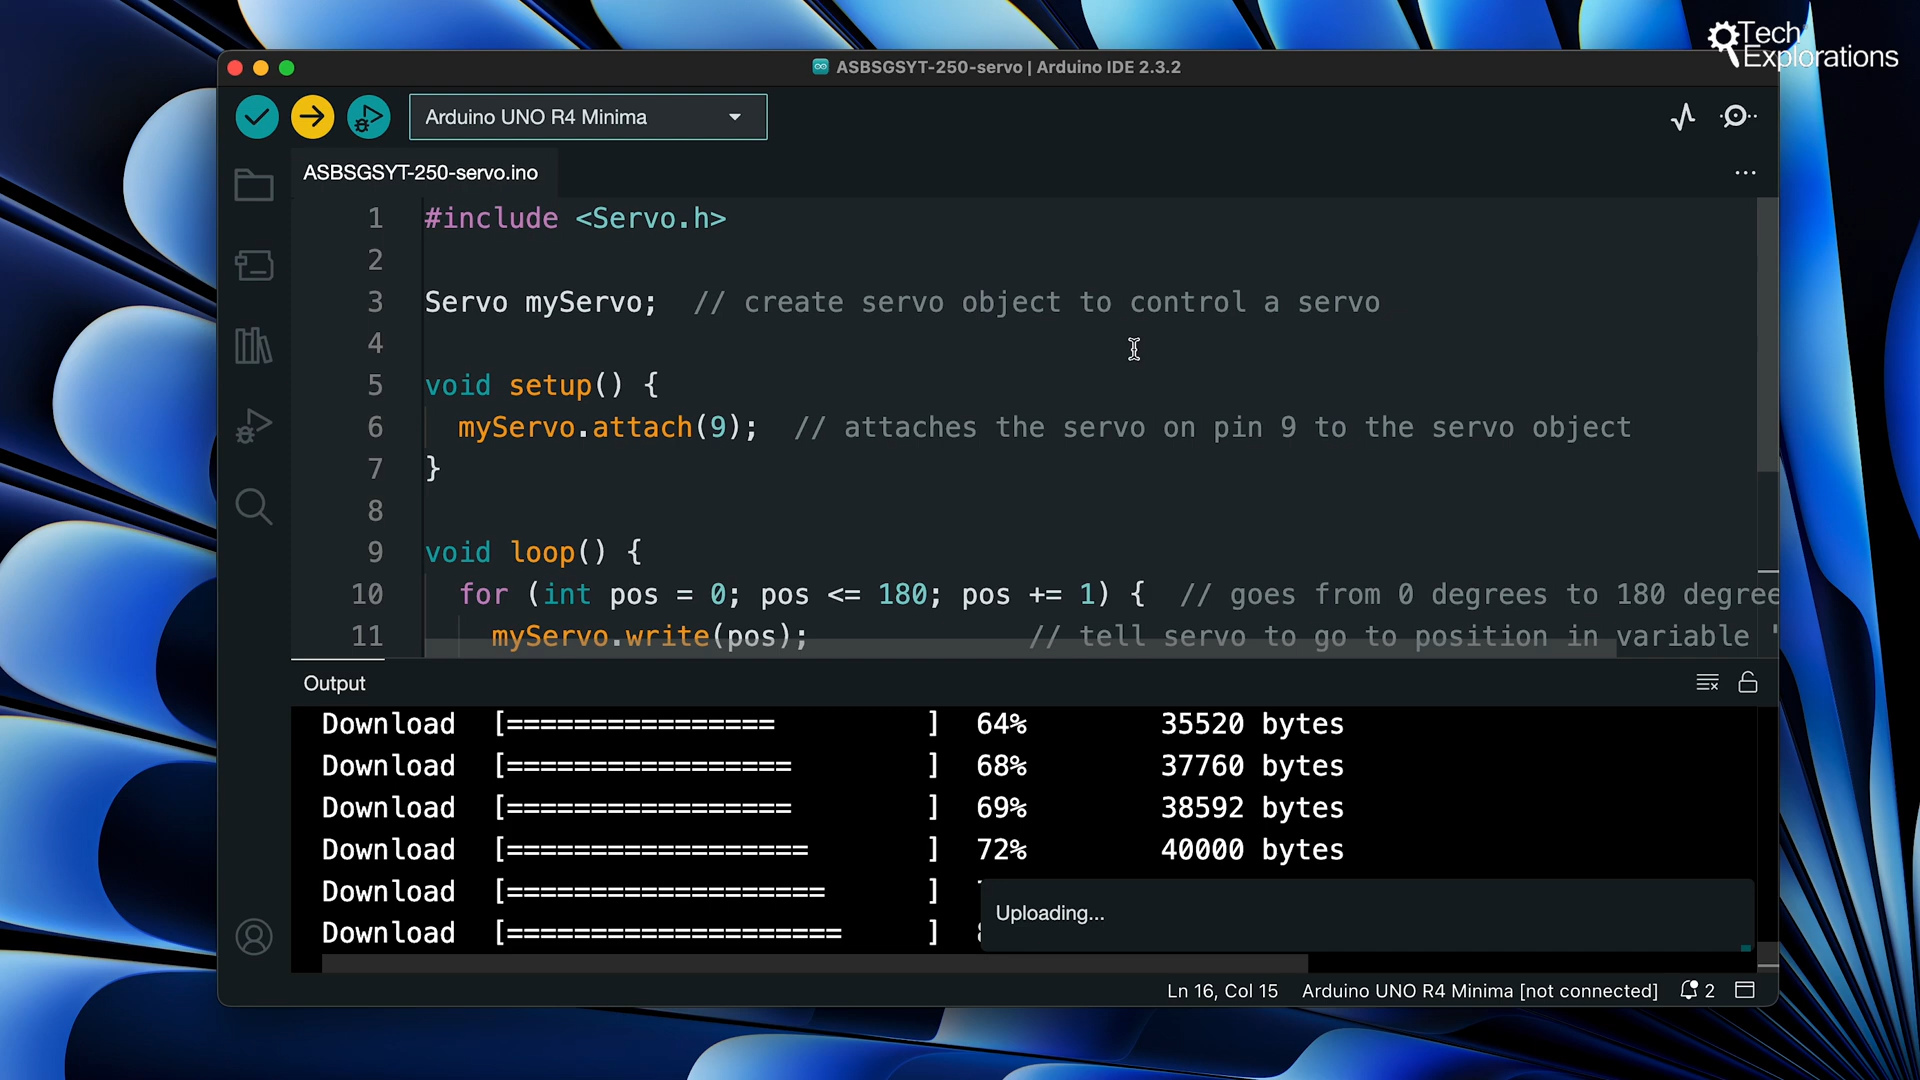 Tech
Explorations
ASBSGSYT-250-servo | Arduino IDE 2.3.2
Arduino UNO R4 Minima
ASBSGSYT-250-servo.ino
1 #include <Servo.h>
2
3 Servo myServo;  // create servo object to control a servo
4
5 void setup() {
6   myServo.attach(9);  // attaches the servo on pin 9 to the servo object
7 }
8
9 void loop() {
10   for (int pos = 0; pos <= 180; pos += 1) {  // goes from 0 degrees to 180 degree
11     myServo.write(pos);              // tell servo to go to position in variable '
Output
Download  [================         ]  64%        35520 bytes
Download  [=================        ]  68%        37760 bytes
Download  [=================        ]  69%        38592 bytes
Download  [==================       ]  72%        40000 bytes
Download  [===================      ]
Download  [====================     ]
Uploading...
Ln 16, Col 15  Arduino UNO R4 Minima [not connected]  2